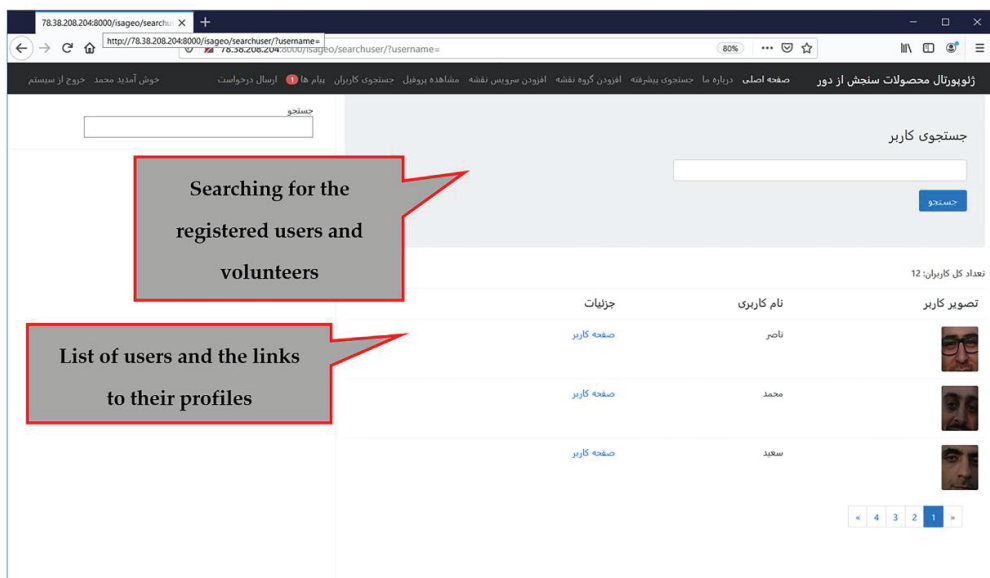 78.38.208.204:8000/isageo/searchu
http://78.38.208.204:8000/isageo/searchuser/?username=
78.38.208.204:8000/isageo/searchuser/?username=
80%
ژئوپورتال محصولات سنجش از دور صفحه اصلی درباره ما جستجوی پیشرفته افزودن گروه نقشه افزودن سرویس نقشه مشاهده پروفیل جستجوی کاربران پیام ها 1 ارسال درخواست خوش آمدید محمد خروج از سیستم
جستجو
جستجوی کاربر
جستجو
Searching for the
registered users and
volunteers
تعداد کل کاربران: 12
تصویر کاربر نام کاربری جزئیات
ناصر صفحه کاربر
List of users and the links
to their profiles
محمد صفحه کاربر
سعید صفحه کاربر
« 1 2 3 4 »